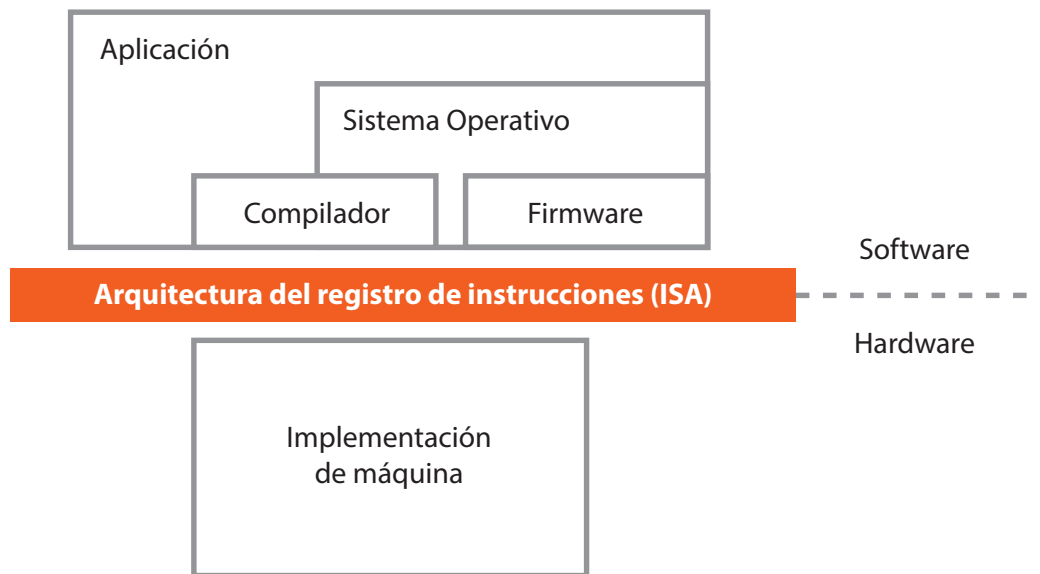 Aplicación
Sistema Operativo
Compilador
Firmware
Software
Arquitectura del registro de instrucciones (ISA)
Hardware
Implementación
de máquina